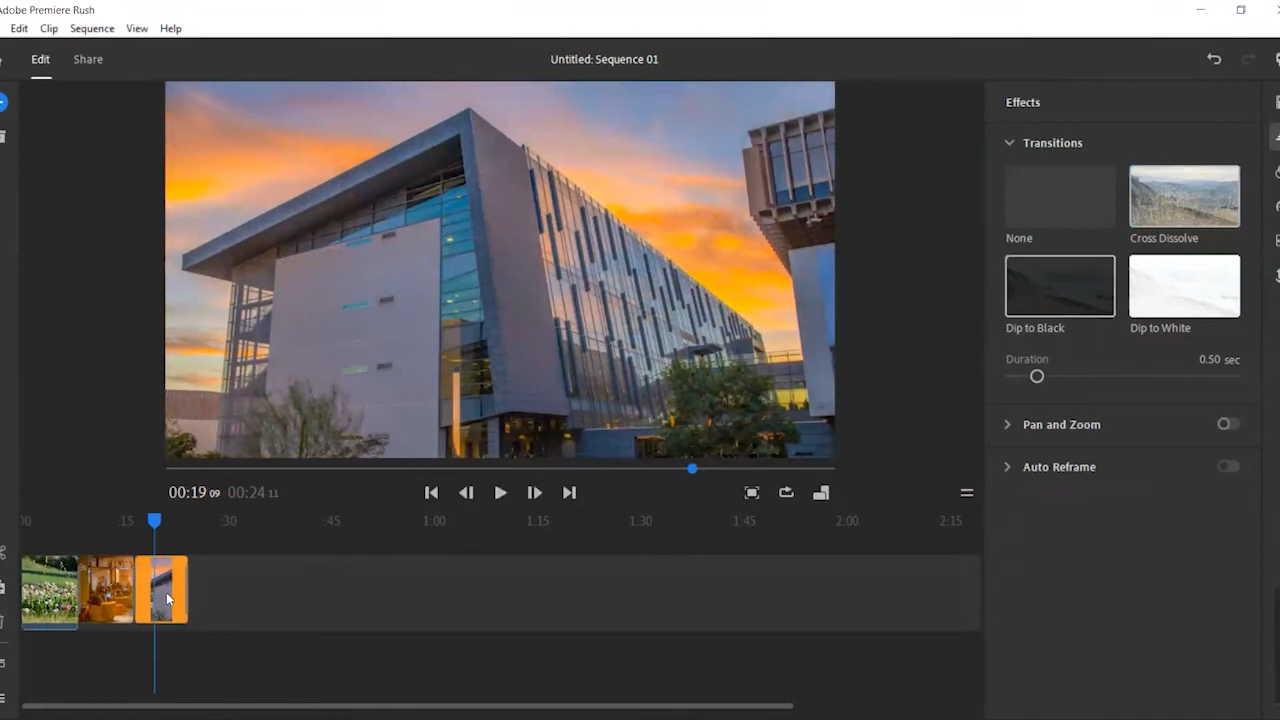 Adobe Premiere Rush
Edit Clip Sequence View Help
Edit Share Untitled: Sequence 01
Effects
Transitions
None Cross Dissolve
Dip to Black Dip to White
Duration 0.50 sec
Pan and Zoom
Auto Reframe
00:19 09 00:24 11
00 :15 :30 :45 1:00 1:15 1:30 1:45 2:00 2:15